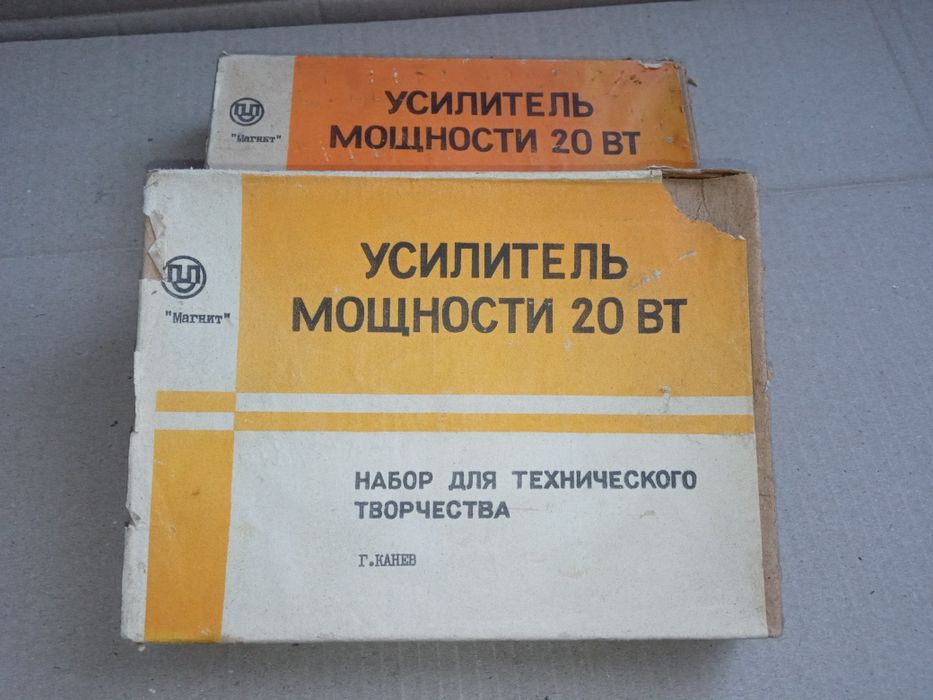 УСИЛИТЕЛЬ
МОЩНОСТИ 20 ВТ
"Магнит"
УСИЛИТЕЛЬ
МОЩНОСТИ 20 ВТ
"Магнит"
НАБОР ДЛЯ ТЕХНИЧЕСКОГО
ТВОРЧЕСТВА
Г.КАНЕВ